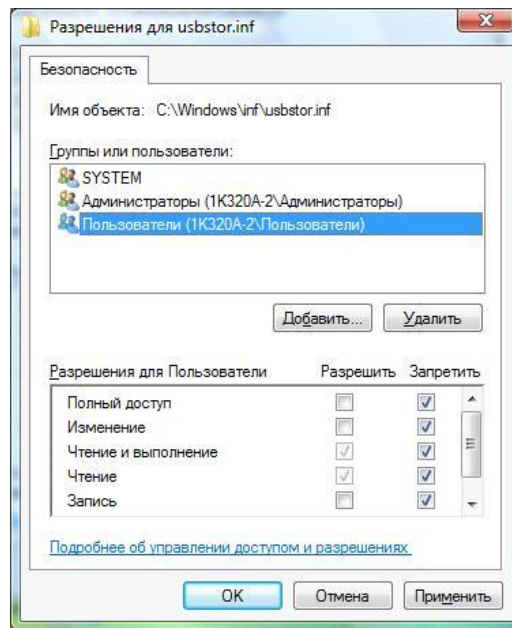 Разрешения для usbstor.inf
Безопасность
Имя объекта: C:\Windows\inf\usbstor.inf
Группы или пользователи:
SYSTEM
Администраторы (1K320A-2\Администраторы)
Пользователи (1K320A-2\Пользователи)
Добавить... Удалить
Разрешения для Пользователи Разрешить Запретить
Полный доступ
Изменение
Чтение и выполнение
Чтение
Запись
Подробнее об управлении доступом и разрешениях
OK Отмена Применить